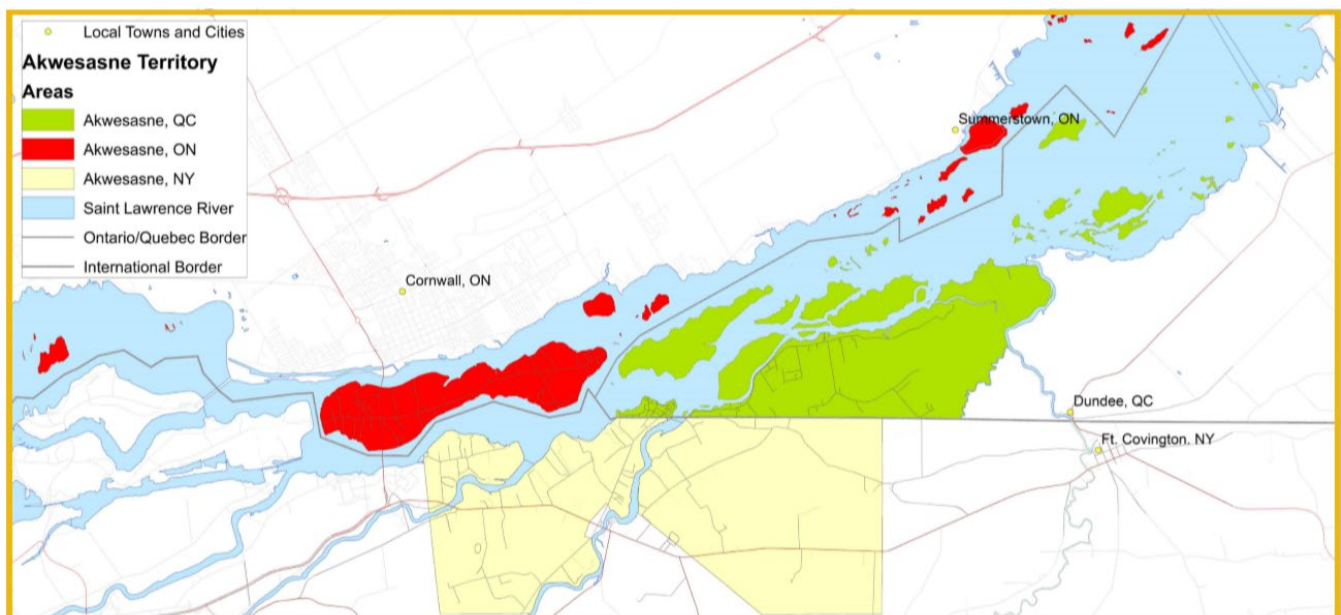 Local Towns and Cities
Akwesasne Territory
Areas
Akwesasne, QC
Akwesasne, ON
Akwesasne, NY
Saint Lawrence River
Ontario/Quebec Border
International Border
Summerstown, ON
Cornwall, ON
Dundee, QC
Ft. Covington. NY